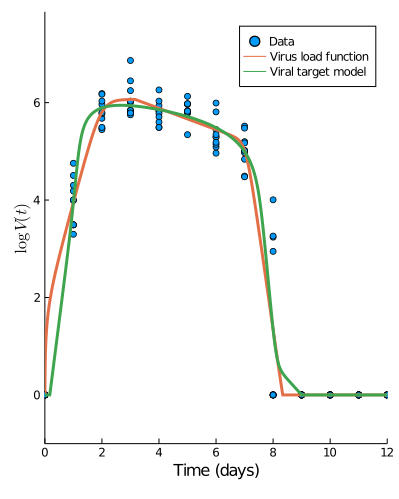 Data
Virus load function
Viral target model
log V(t)
6
4
2
0
0 2 4 6 8 10 12
Time (days)